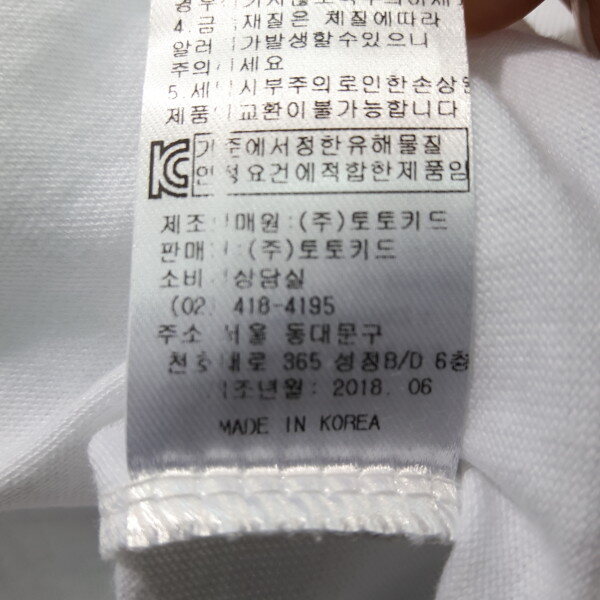 4.금 재질은 체질에따라
알러 가발생할수있으니
주의 세요
5.세 시부주의로인한손상원
제품 교환이불가능합니다
KC 기준에서정한유해물질
안 요건에적합한제품임
제조 매원:(주)토토키드
판매 :(주)토토키드
소비 상담실
(02) 418-4195
주소 서울 동대문구
천호대로 365 성정B/D 6층
조년월: 2018. 06
MADE IN KOREA